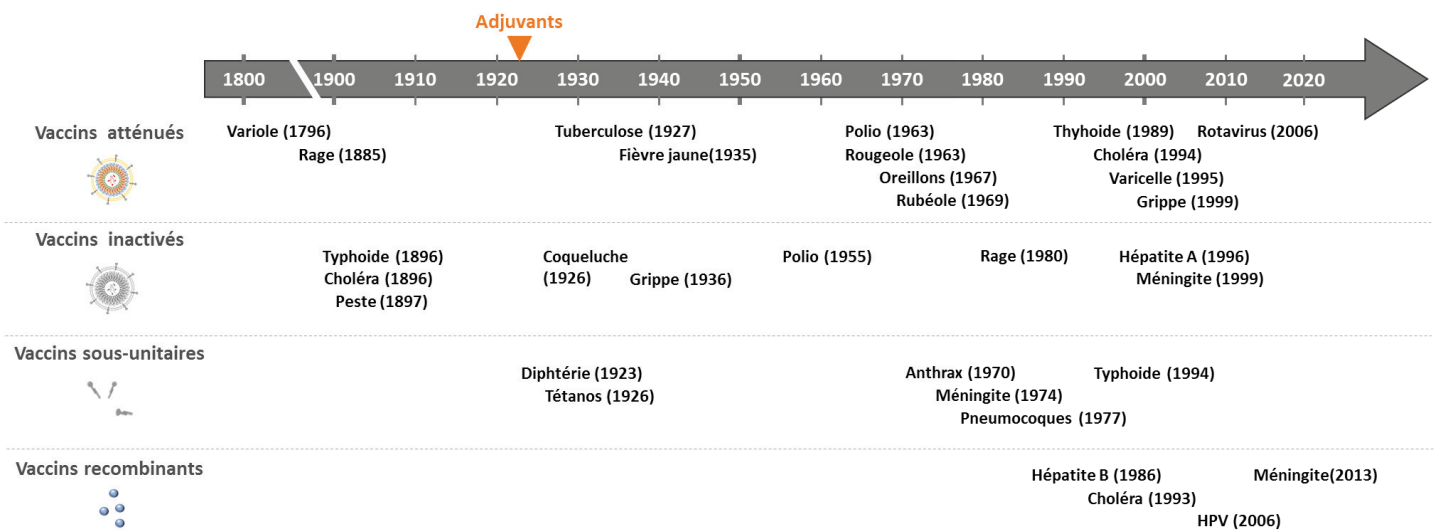 Adjuvants
1800 1900 1910 1920 1930 1940 1950 1960 1970 1980 1990 2000 2010 2020
Vaccins atténués
Variole (1796) Tuberculose (1927) Polio (1963) Thyhoide (1989) Rotavirus (2006)
Rage (1885) Fièvre jaune(1935) Rougeole (1963) Choléra (1994)
Oreillons (1967) Varicelle (1995)
Rubéole (1969) Grippe (1999)
Vaccins inactivés
Typhoide (1896) Coqueluche Polio (1955) Rage (1980) Hépatite A (1996)
Choléra (1896) (1926) Grippe (1936) Méningite (1999)
Peste (1897)
Vaccins sous-unitaires
Diphtérie (1923) Anthrax (1970) Typhoide (1994)
Tétanos (1926) Méningite (1974)
Pneumocoques (1977)
Vaccins recombinants
Hépatite B (1986) Méningite(2013)
Choléra (1993)
HPV (2006)